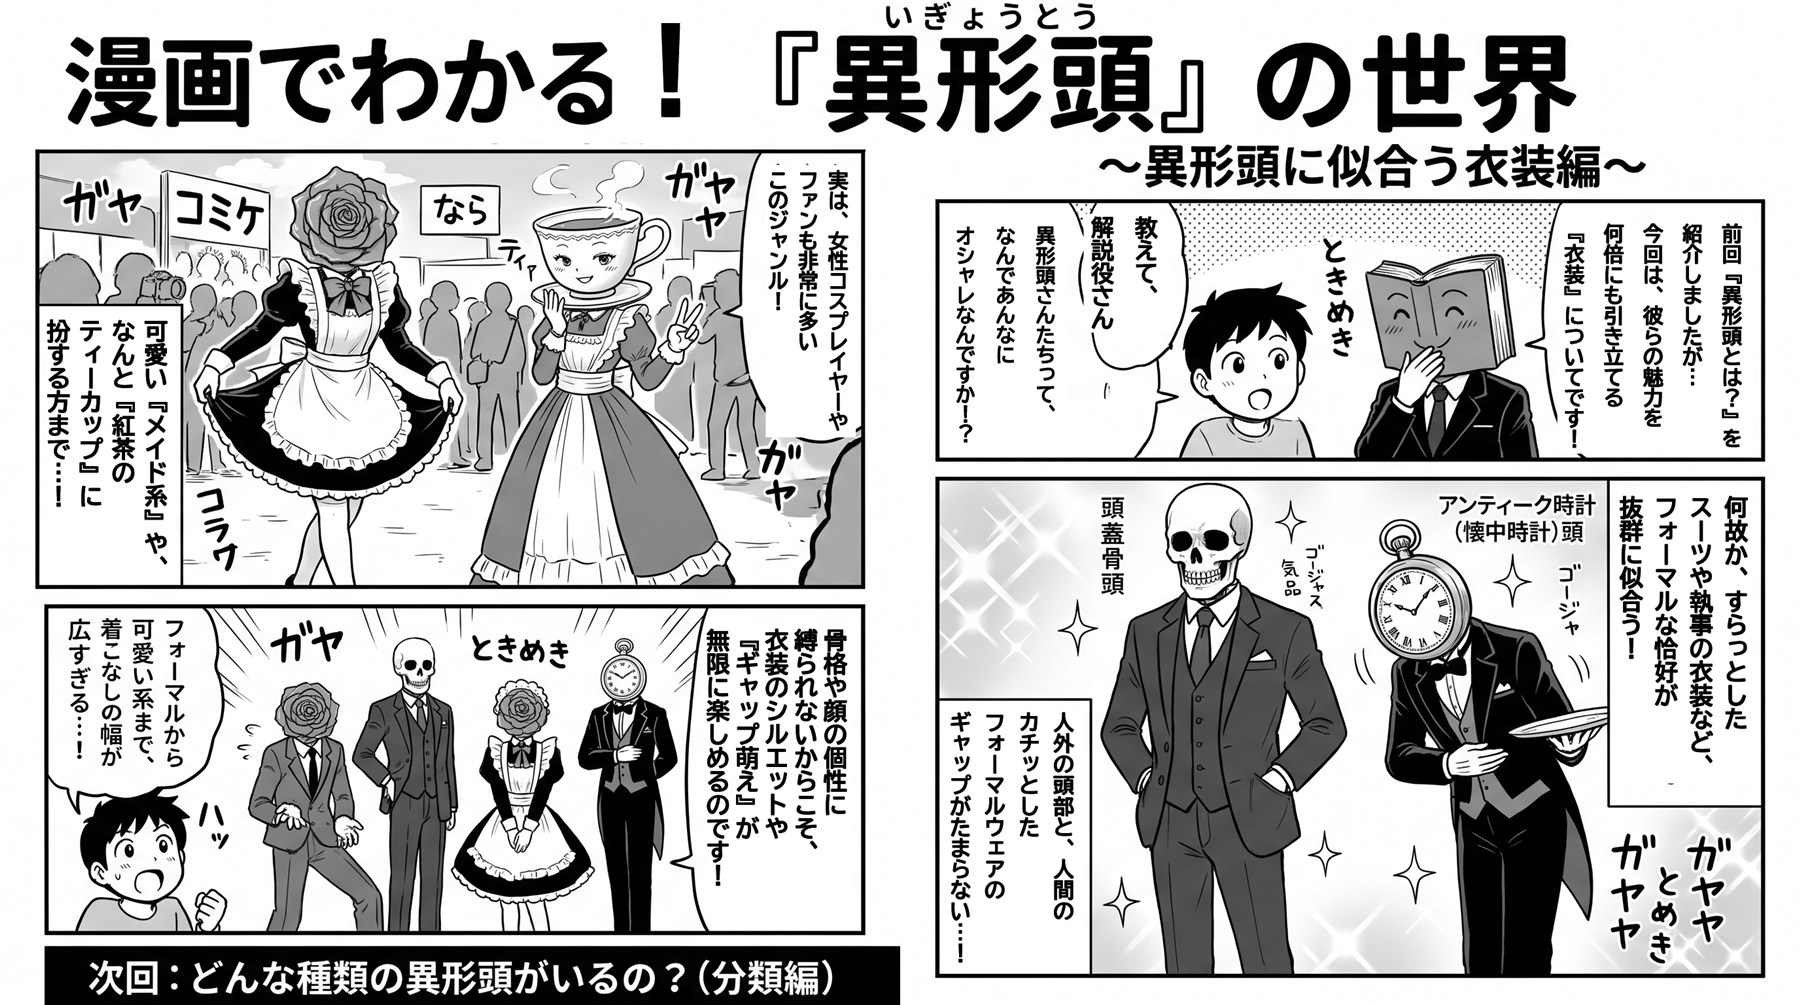 漫画でわかる！『異形頭』の世界
いぎょうとう
～異形頭に似合う衣装編～
前回『異形頭とは？』を
紹介しましたが…
今回は、彼らの魅力を
何倍にも引き立てる
『衣装』についてです！
ときめき
教えて、
解説役さん
異形頭さんたちって、
なんであんなに
オシャレなんですか！？
何故か、すらっとした
スーツや執事の衣装など、
フォーマルな恰好が
抜群に似合う！
アンティーク時計
（懐中時計）頭
ゴージャ
ゴージャス
気品
頭蓋骨頭
ガヤヤ
ときめき
ガヤヤ
人外の頭部と、人間の
カチッとした
フォーマルウェアの
ギャップがたまらない…！
実は、女性コスプレイヤーや
ファンも非常に多い
このジャンル！
ガヤヤ
なら
ティァ
コミケ
ガヤ
ガヤ
コラワ
可愛い『メイド系』や、
なんと『紅茶の
ティーカップ』に
扮する方まで…！
骨格や顔の個性に
縛られないからこそ、
衣装のシルエットや
『ギャップ萌え』が
無限に楽しめるのです！
ときめき
ガヤ
フォーマルから
可愛い系まで、
着こなしの幅が
広すぎる…！
ハッ
次回：どんな種類の異形頭がいるの？（分類編）